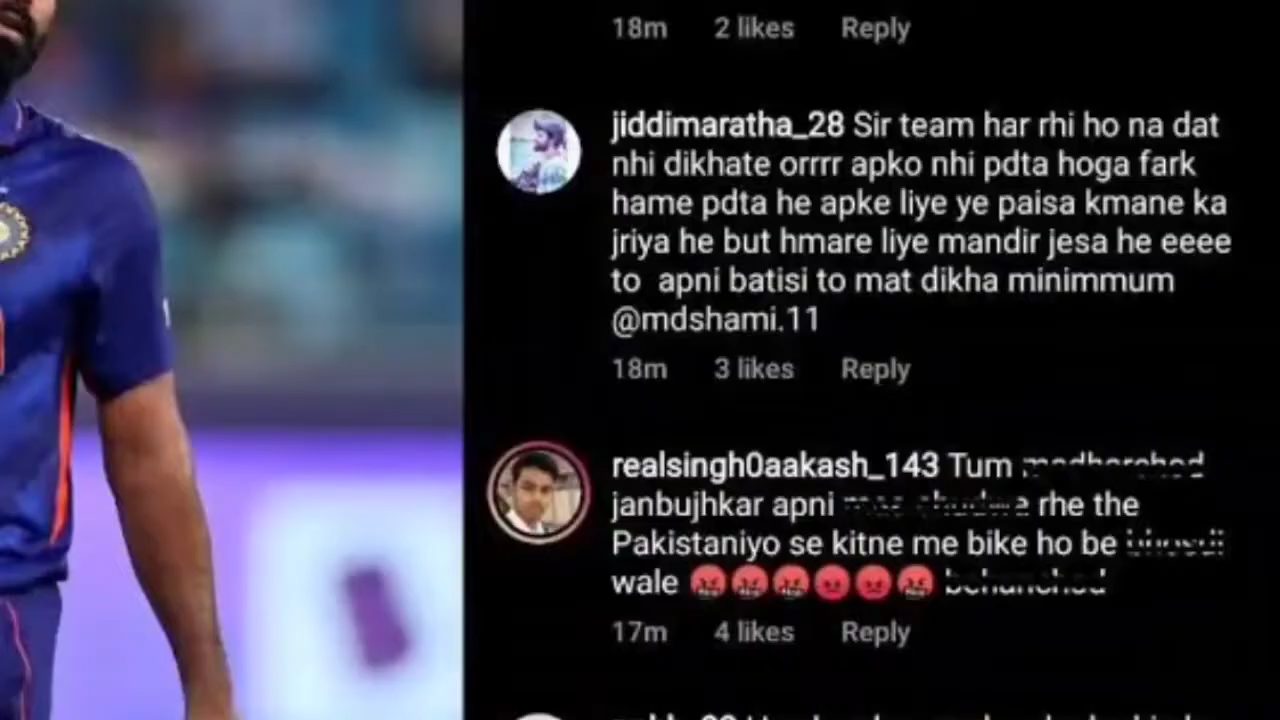 18m 2 likes Reply
jiddimaratha_28 Sir team har rhi ho na dat
nhi dikhate orrrr apko nhi pdta hoga fark
hame pdta he apke liye ye paisa kmane ka
jriya he but hmare liye mandir jesa he eeee
to apni batisi to mat dikha minimmum
@mdshami.11
18m 3 likes Reply
realsingh0aakash_143 Tum
janbujhkar apni rhe the
Pakistaniyo se kitne me bike ho be
wale 🤬🤬🤬😡😡🤬
17m 4 likes Reply